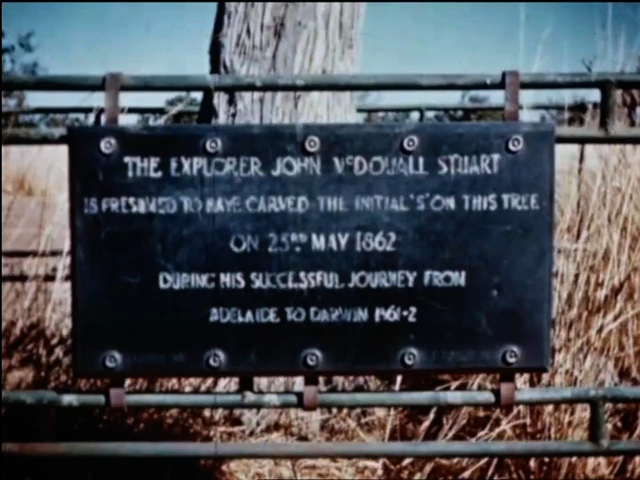 THE EXPLORER JOHN McDOUALL STUART
IS PRESUMED TO HAVE CARVED THE INITIAL 'S' ON THIS TREE
ON 23RD MAY 1862
DURING HIS SUCCESSFUL JOURNEY FROM
ADELAIDE TO DARWIN 1861-2